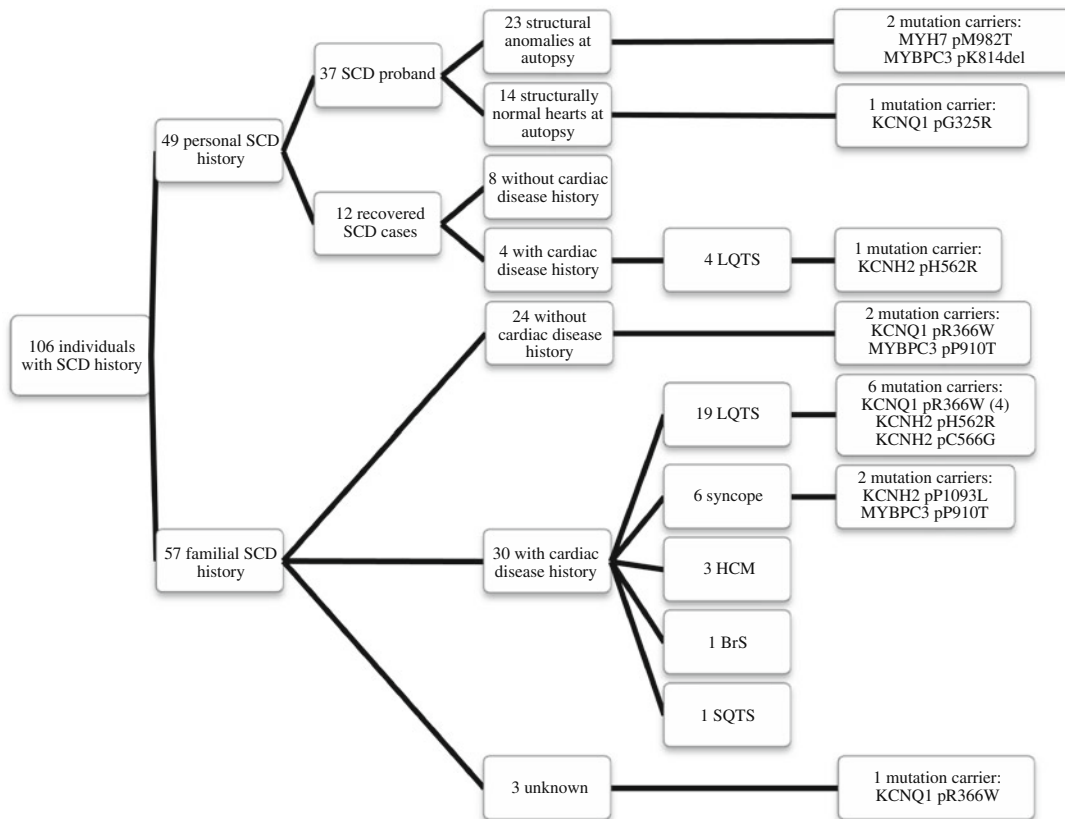 106 individuals
with SCD history
49 personal SCD
history
37 SCD proband
23 structural
anomalies at
autopsy
2 mutation carriers:
MYH7 pM982T
MYBPC3 pK814del
14 structurally
normal hearts at
autopsy
1 mutation carrier:
KCNQ1 pG325R
12 recovered
SCD cases
8 without cardiac
disease history
4 with cardiac
disease history
4 LQTS
1 mutation carrier:
KCNH2 pH562R
57 familial SCD
history
24 without
cardiac disease
history
2 mutation carriers:
KCNQ1 pR366W
MYBPC3 pP910T
30 with cardiac
disease history
19 LQTS
6 mutation carriers:
KCNQ1 pR366W (4)
KCNH2 pH562R
KCNH2 pC566G
6 syncope
2 mutation carriers:
KCNH2 pP1093L
MYBPC3 pP910T
3 HCM
1 BrS
1 SQTS
3 unknown
1 mutation carrier:
KCNQ1 pR366W